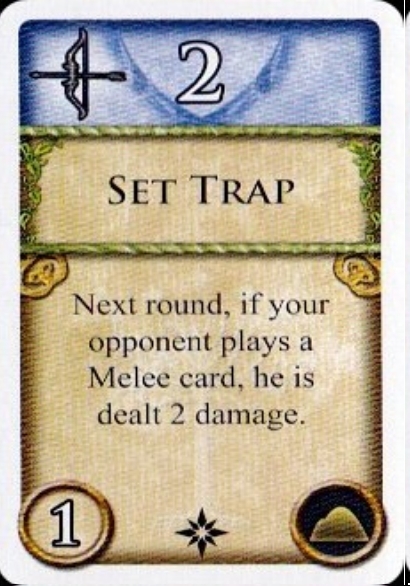 2
SET TRAP
Next round, if your
opponent plays a
Melee card, he is
dealt 2 damage.
1